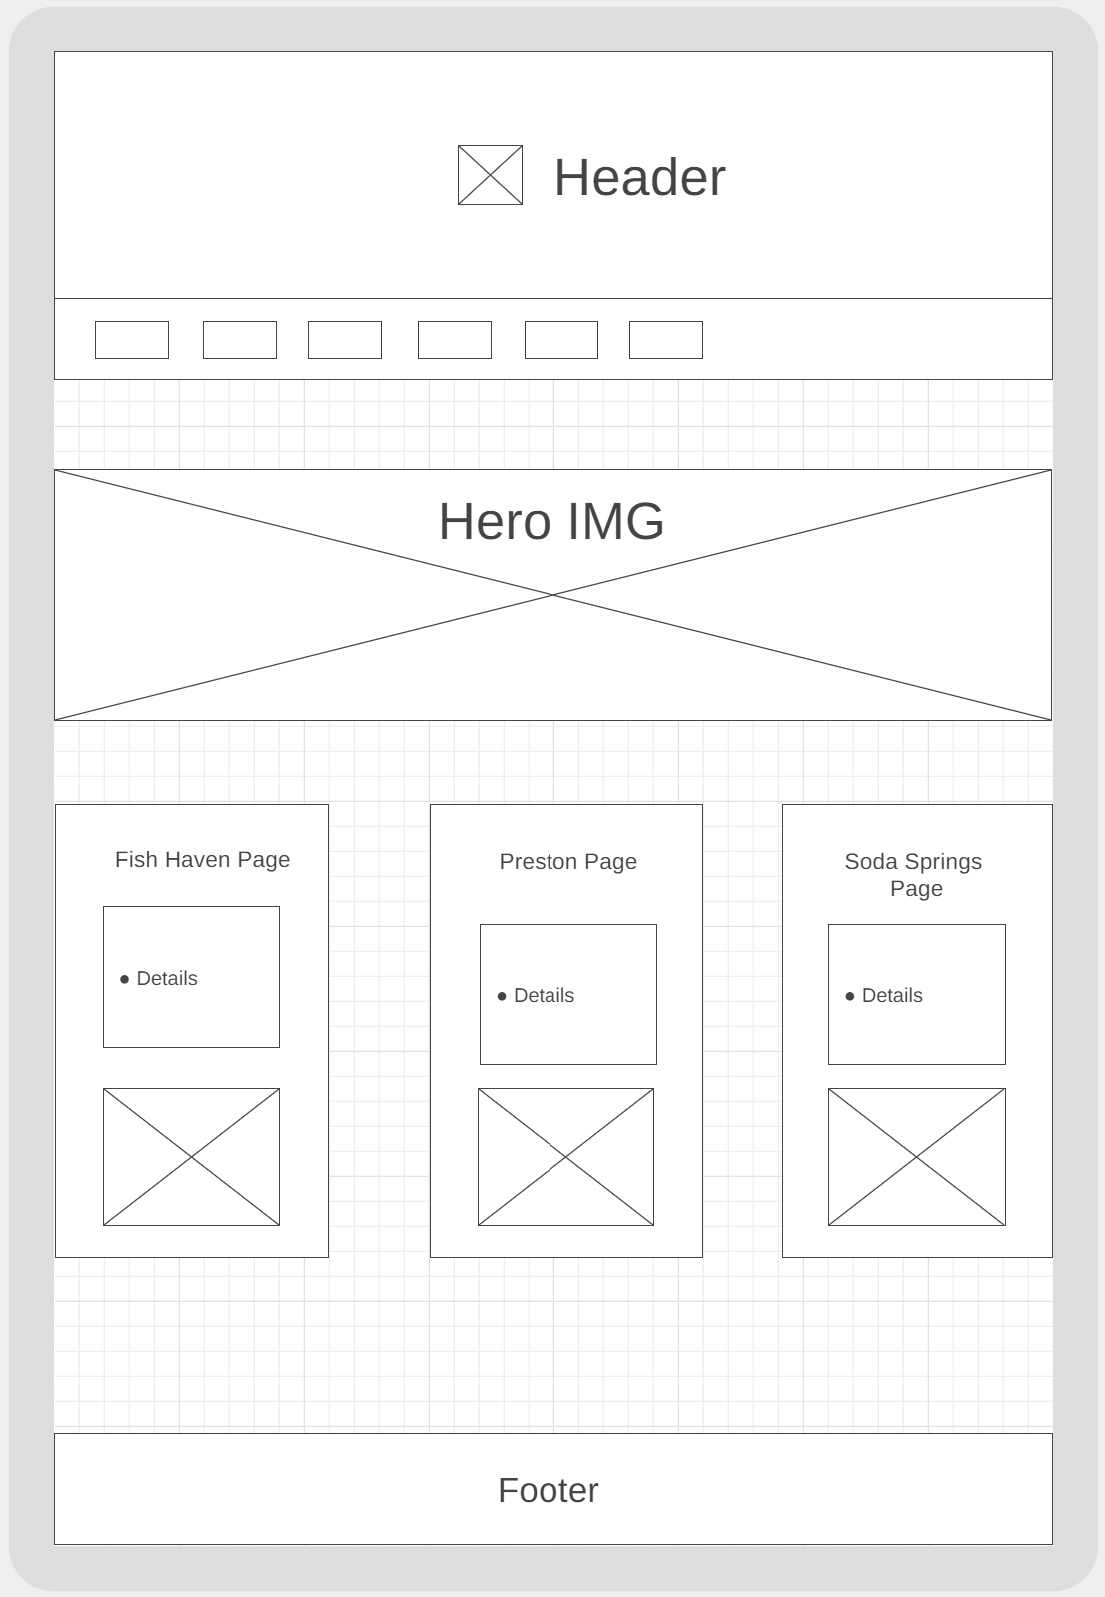 Header
Hero IMG
Fish Haven Page
Preston Page
Soda Springs
Page
● Details
● Details
● Details
Footer